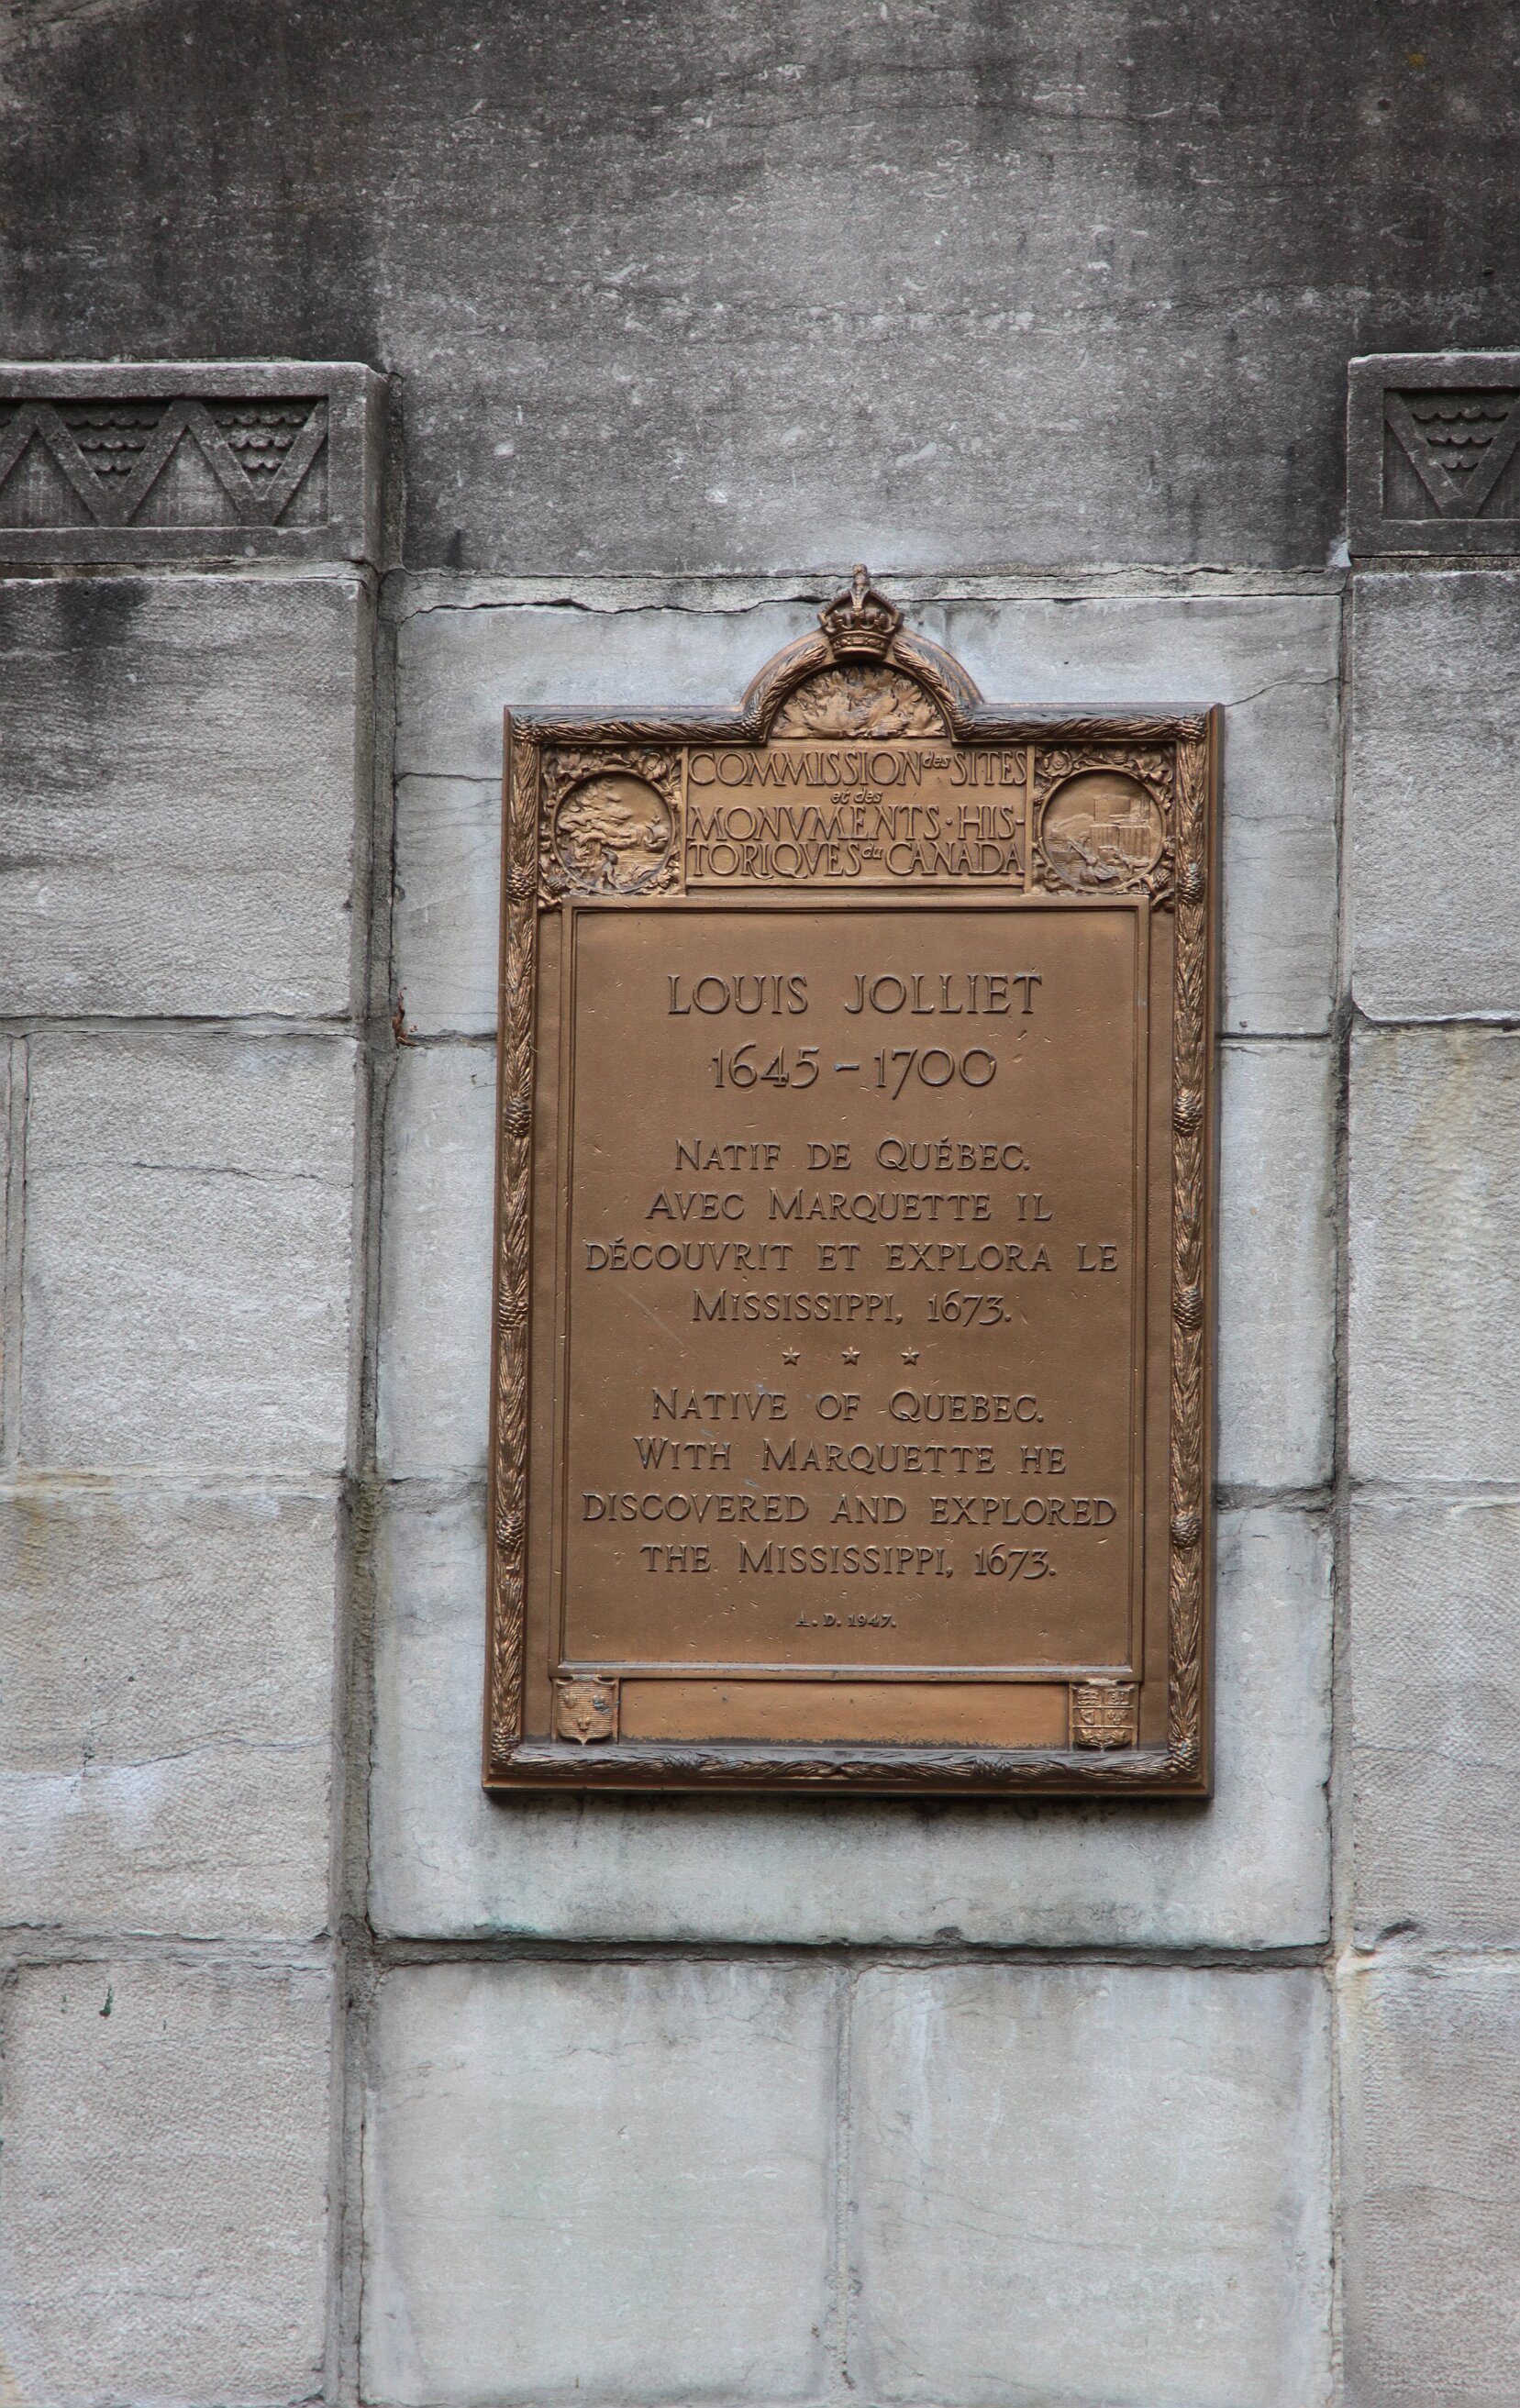 COMMISSION des SITES
et des
MONVMENTS · HIS-
TORIQVES du CANADA
LOUIS JOLLIET
1645 - 1700
NATIF DE QUÉBEC.
AVEC MARQUETTE IL
DÉCOUVRIT ET EXPLORA LE
MISSISSIPPI, 1673.
★ ★ ★
NATIVE OF QUEBEC.
WITH MARQUETTE HE
DISCOVERED AND EXPLORED
THE MISSISSIPPI, 1673.
A. D. 1947.